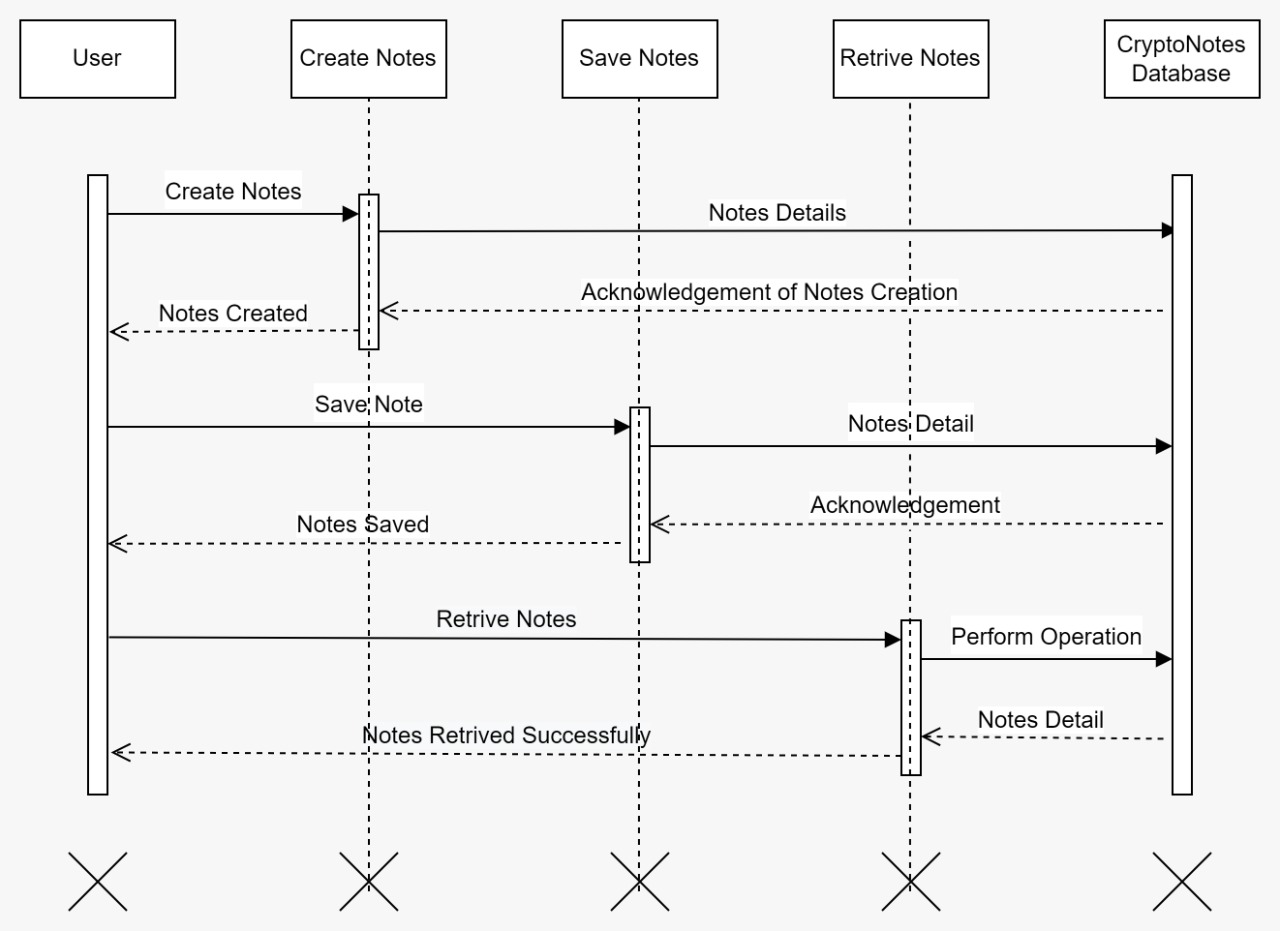 User
Create Notes
Save Notes
Retrive Notes
CryptoNotes
Database
Create Notes
Notes Details
Acknowledgement of Notes Creation
Notes Created
Save Note
Notes Detail
Acknowledgement
Notes Saved
Retrive Notes
Perform Operation
Notes Detail
Notes Retrived Successfully